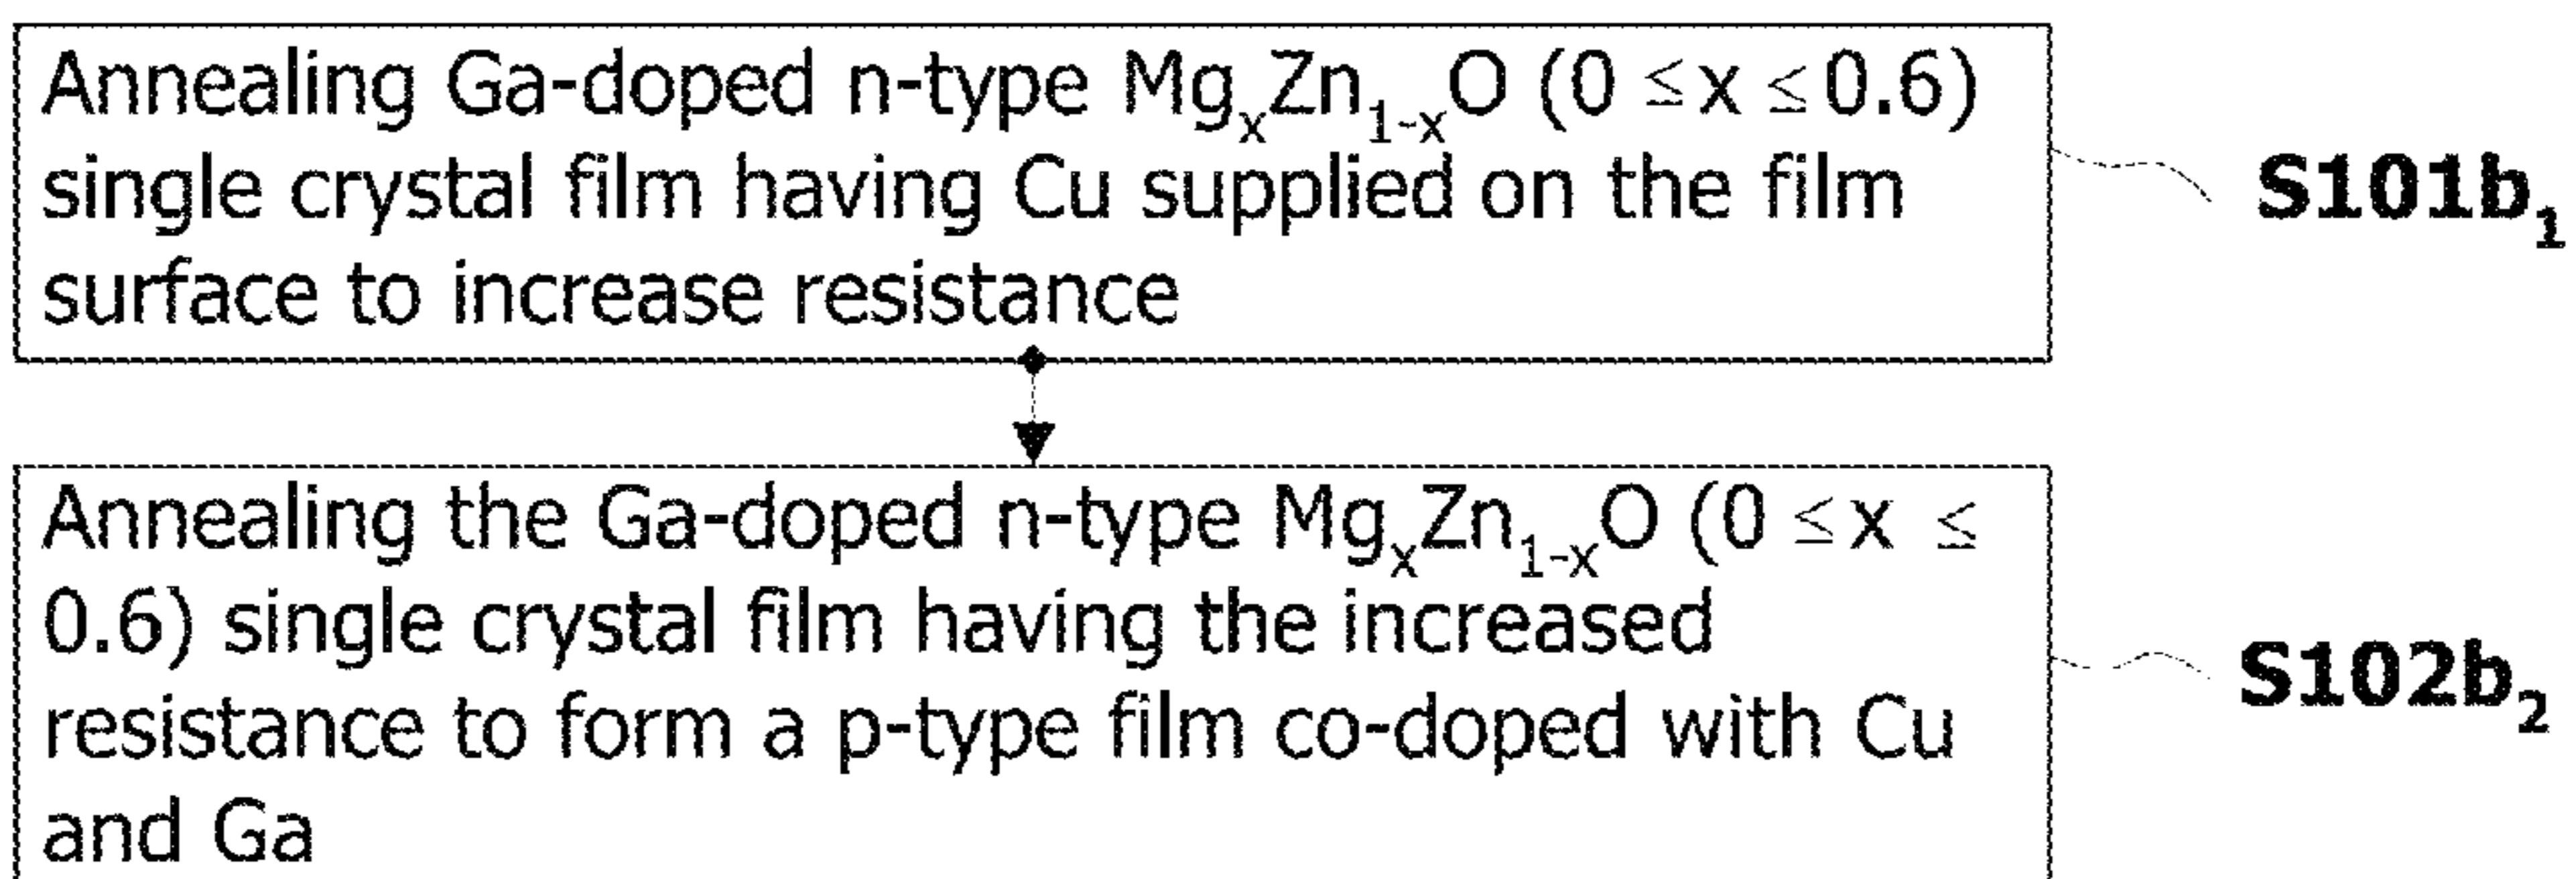 Annealing Ga-doped n-type MgₓZn₁₋ₓO (0 ≤ x ≤ 0.6)
single crystal film having Cu supplied on the film
surface to increase resistance
S101b₁
Annealing the Ga-doped n-type MgₓZn₁₋ₓO (0 ≤ x ≤
0.6) single crystal film having the increased
resistance to form a p-type film co-doped with Cu
and Ga
S102b₂